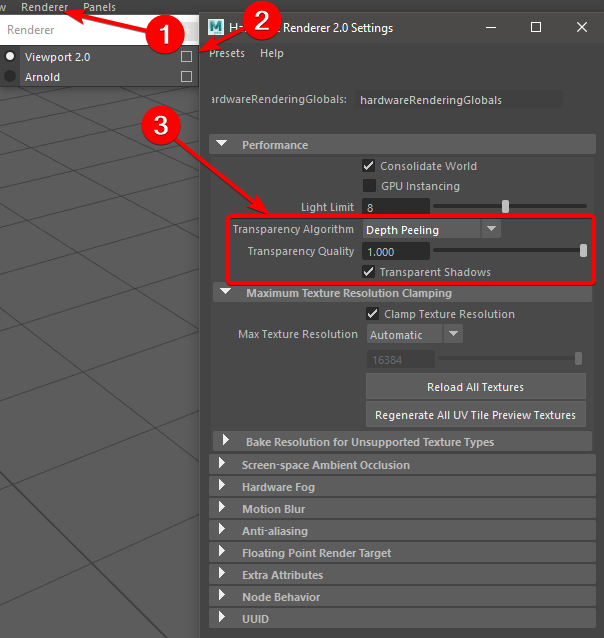 Renderer Panels
Renderer
Viewport 2.0
Arnold
1
2
3
Renderer 2.0 Settings
Presets Help
ardwareRenderingGlobals: hardwareRenderingGlobals
Performance
Consolidate World
GPU Instancing
Light Limit 8
Transparency Algorithm Depth Peeling
Transparency Quality 1.000
Transparent Shadows
Maximum Texture Resolution Clamping
Clamp Texture Resolution
Max Texture Resolution Automatic
16384
Reload All Textures
Regenerate All UV Tile Preview Textures
Bake Resolution for Unsupported Texture Types
Screen-space Ambient Occlusion
Hardware Fog
Motion Blur
Anti-aliasing
Floating Point Render Target
Extra Attributes
Node Behavior
UUID